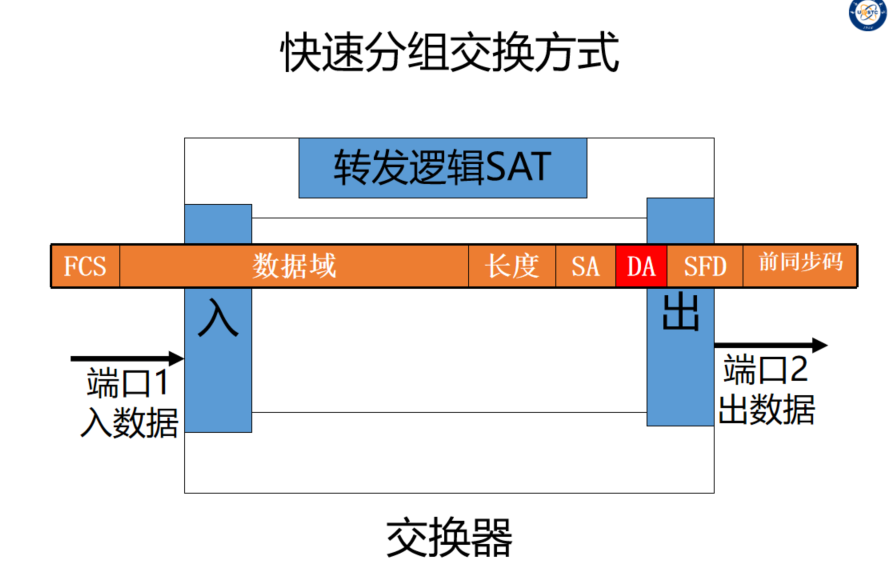 快速分组交换方式
转发逻辑SAT
FCS 数据域 长度 SA DA SFD 前同步码
入 出
端口1
入数据
端口2
出数据
交换器